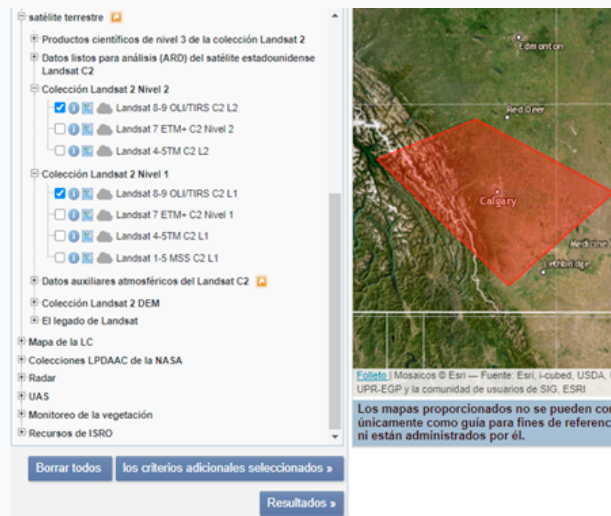 satélite terrestre
Productos científicos de nivel 3 de la colección Landsat 2
Datos listos para análisis (ARD) del satélite estadounidense
Landsat C2
Colección Landsat 2 Nivel 2
Landsat 8-9 OLI/TIRS C2 L2
Landsat 7 ETM+ C2 Nivel 2
Landsat 4-5TM C2 L2
Colección Landsat 2 Nivel 1
Landsat 8-9 OLI/TIRS C2 L1
Landsat 7 ETM+ C2 Nivel 1
Landsat 4-5TM C2 L1
Landsat 1-5 MSS C2 L1
Datos auxiliares atmosféricos del Landsat C2
Colección Landsat 2 DEM
El legado de Landsat
Mapa de la LC
Colecciones LPDAAC de la NASA
Radar
UAS
Monitoreo de la vegetación
Recursos de ISRO
Borrar todos
los criterios adicionales seleccionados »
Resultados »
Edmonton
Red Deer
Calgary
Medicine
Lethbridge
Folleto | Mosaicos © Esri — Fuente: Esri, i-cubed, USDA,
UPR-EGP y la comunidad de usuarios de SIG, ESRI
Los mapas proporcionados no se pueden
únicamente como guía para fines de
ni están administrados por él.